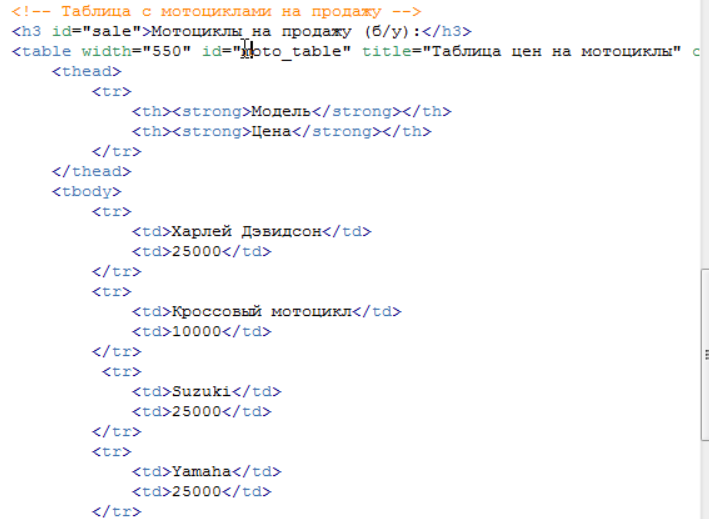 <!-- Таблица с мотоциклами на продажу -->
<h3 id="sale">Мотоциклы на продажу (б/у):</h3>
<table width="550" id="moto_table" title="Таблица цен на мотоциклы" c
<thead>
<tr>
<th><strong>Модель</strong></th>
<th><strong>Цена</strong></th>
</tr>
</thead>
<tbody>
<tr>
<td>Харлей Дэвидсон</td>
<td>25000</td>
</tr>
<tr>
<td>Кроссовый мотоцикл</td>
<td>10000</td>
</tr>
<tr>
<td>Suzuki</td>
<td>25000</td>
</tr>
<tr>
<td>Yamaha</td>
<td>25000</td>
</tr>